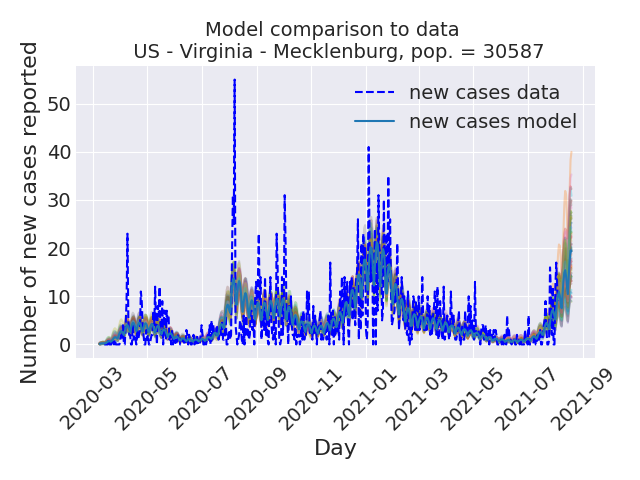 Model comparison to data
US - Virginia - Mecklenburg, pop. = 30587
Number of new cases reported
50
40
30
20
10
0
new cases data
new cases model
2020-03
2020-05
2020-07
2020-09
2020-11
2021-01
2021-03
2021-05
2021-07
2021-09
Day